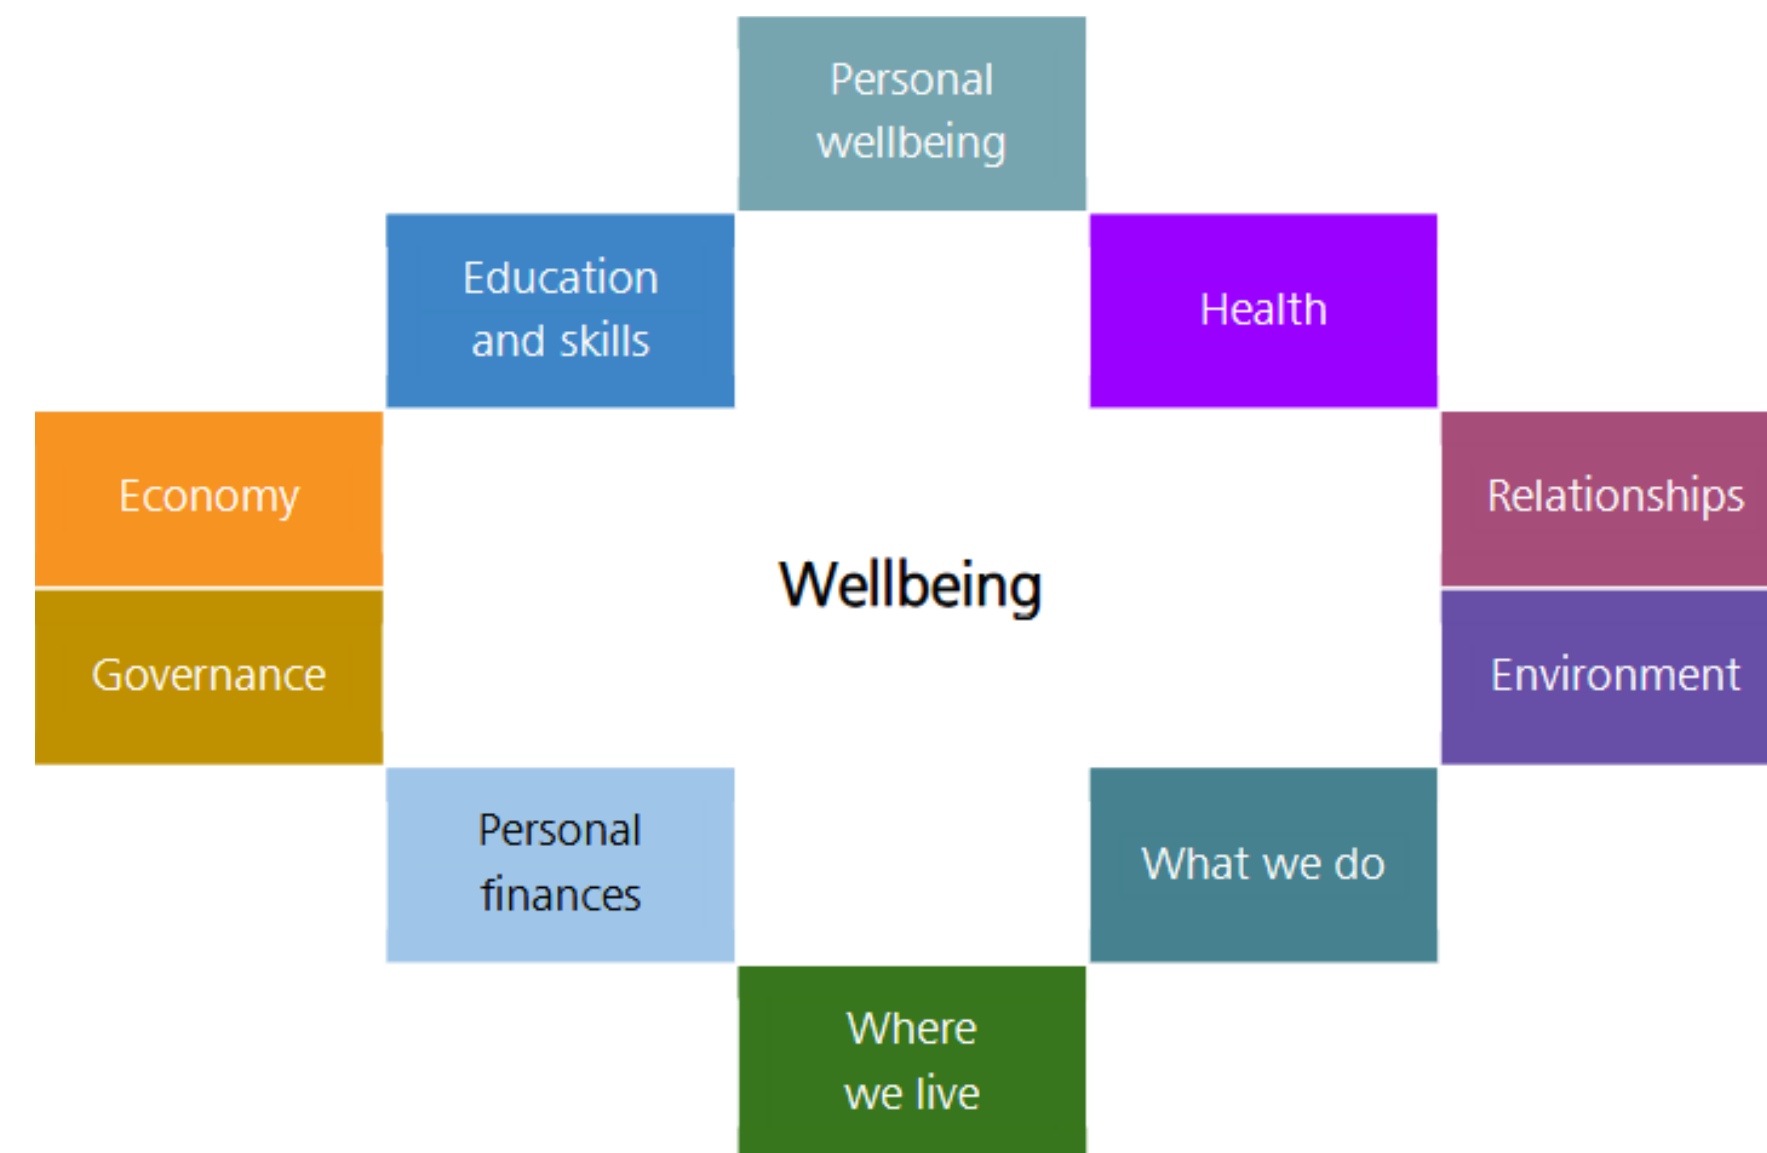 Personal
wellbeing
Education
and skills
Health
Economy
Relationships
Wellbeing
Governance
Environment
Personal
finances
What we do
Where
we live